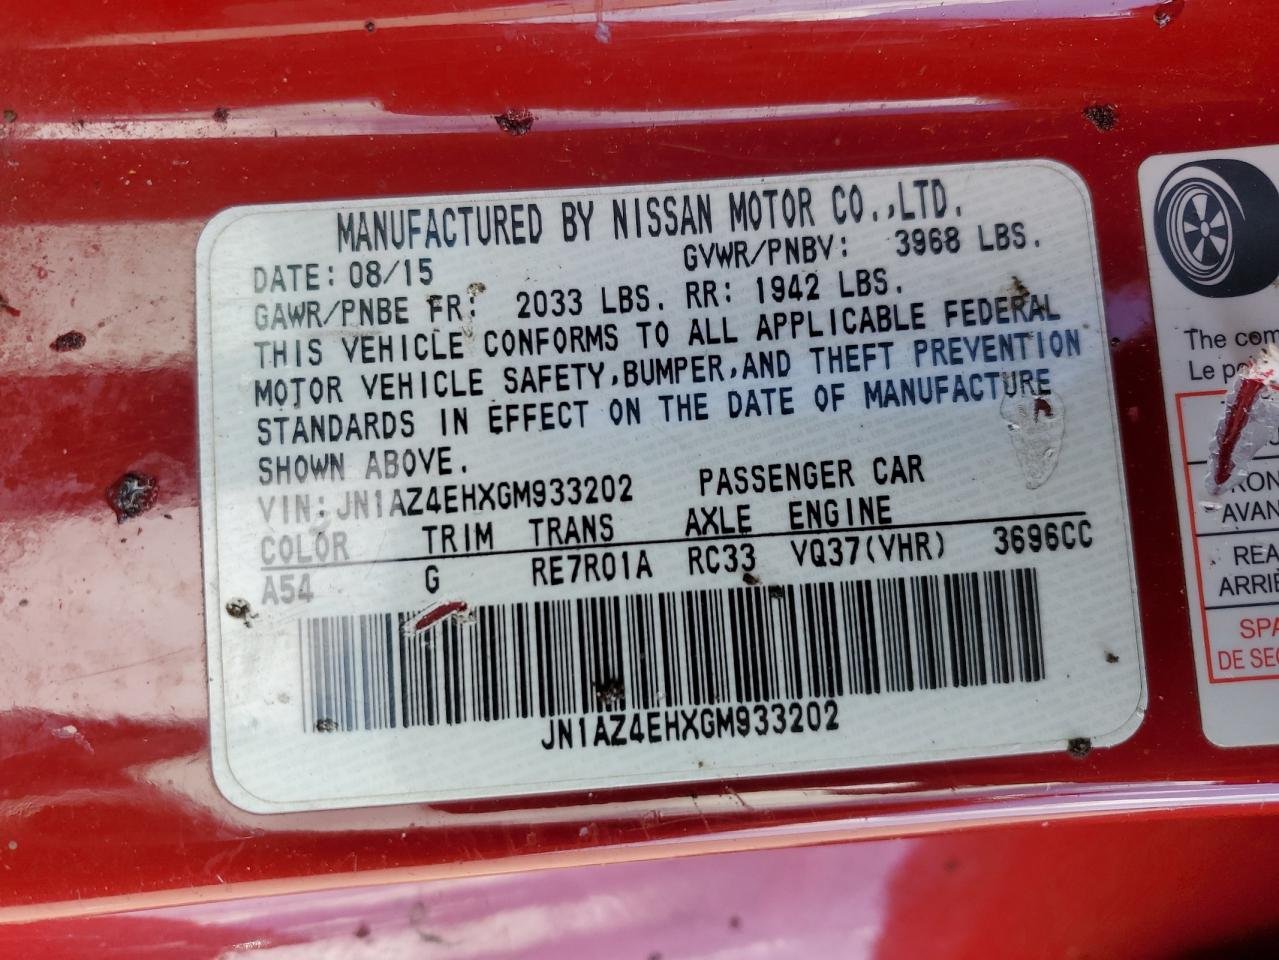 MANUFACTURED BY NISSAN MOTOR CO.,LTD.
DATE: 08/15 GVWR/PNBV: 3968 LBS.
GAWR/PNBE FR: 2033 LBS. RR: 1942 LBS.
THIS VEHICLE CONFORMS TO ALL APPLICABLE FEDERAL
MOTOR VEHICLE SAFETY,BUMPER,AND THEFT PREVENTION
STANDARDS IN EFFECT ON THE DATE OF MANUFACTURE
SHOWN ABOVE.
VIN:JN1AZ4EHXGM933202 PASSENGER CAR
COLOR TRIM TRANS AXLE ENGINE
A54 G RE7R01A RC33 VQ37(VHR) 3696CC
JN1AZ4EHXGM933202
The com
Le po
RON
AVAN
REA
ARRIÈ
SPA
DE SEC